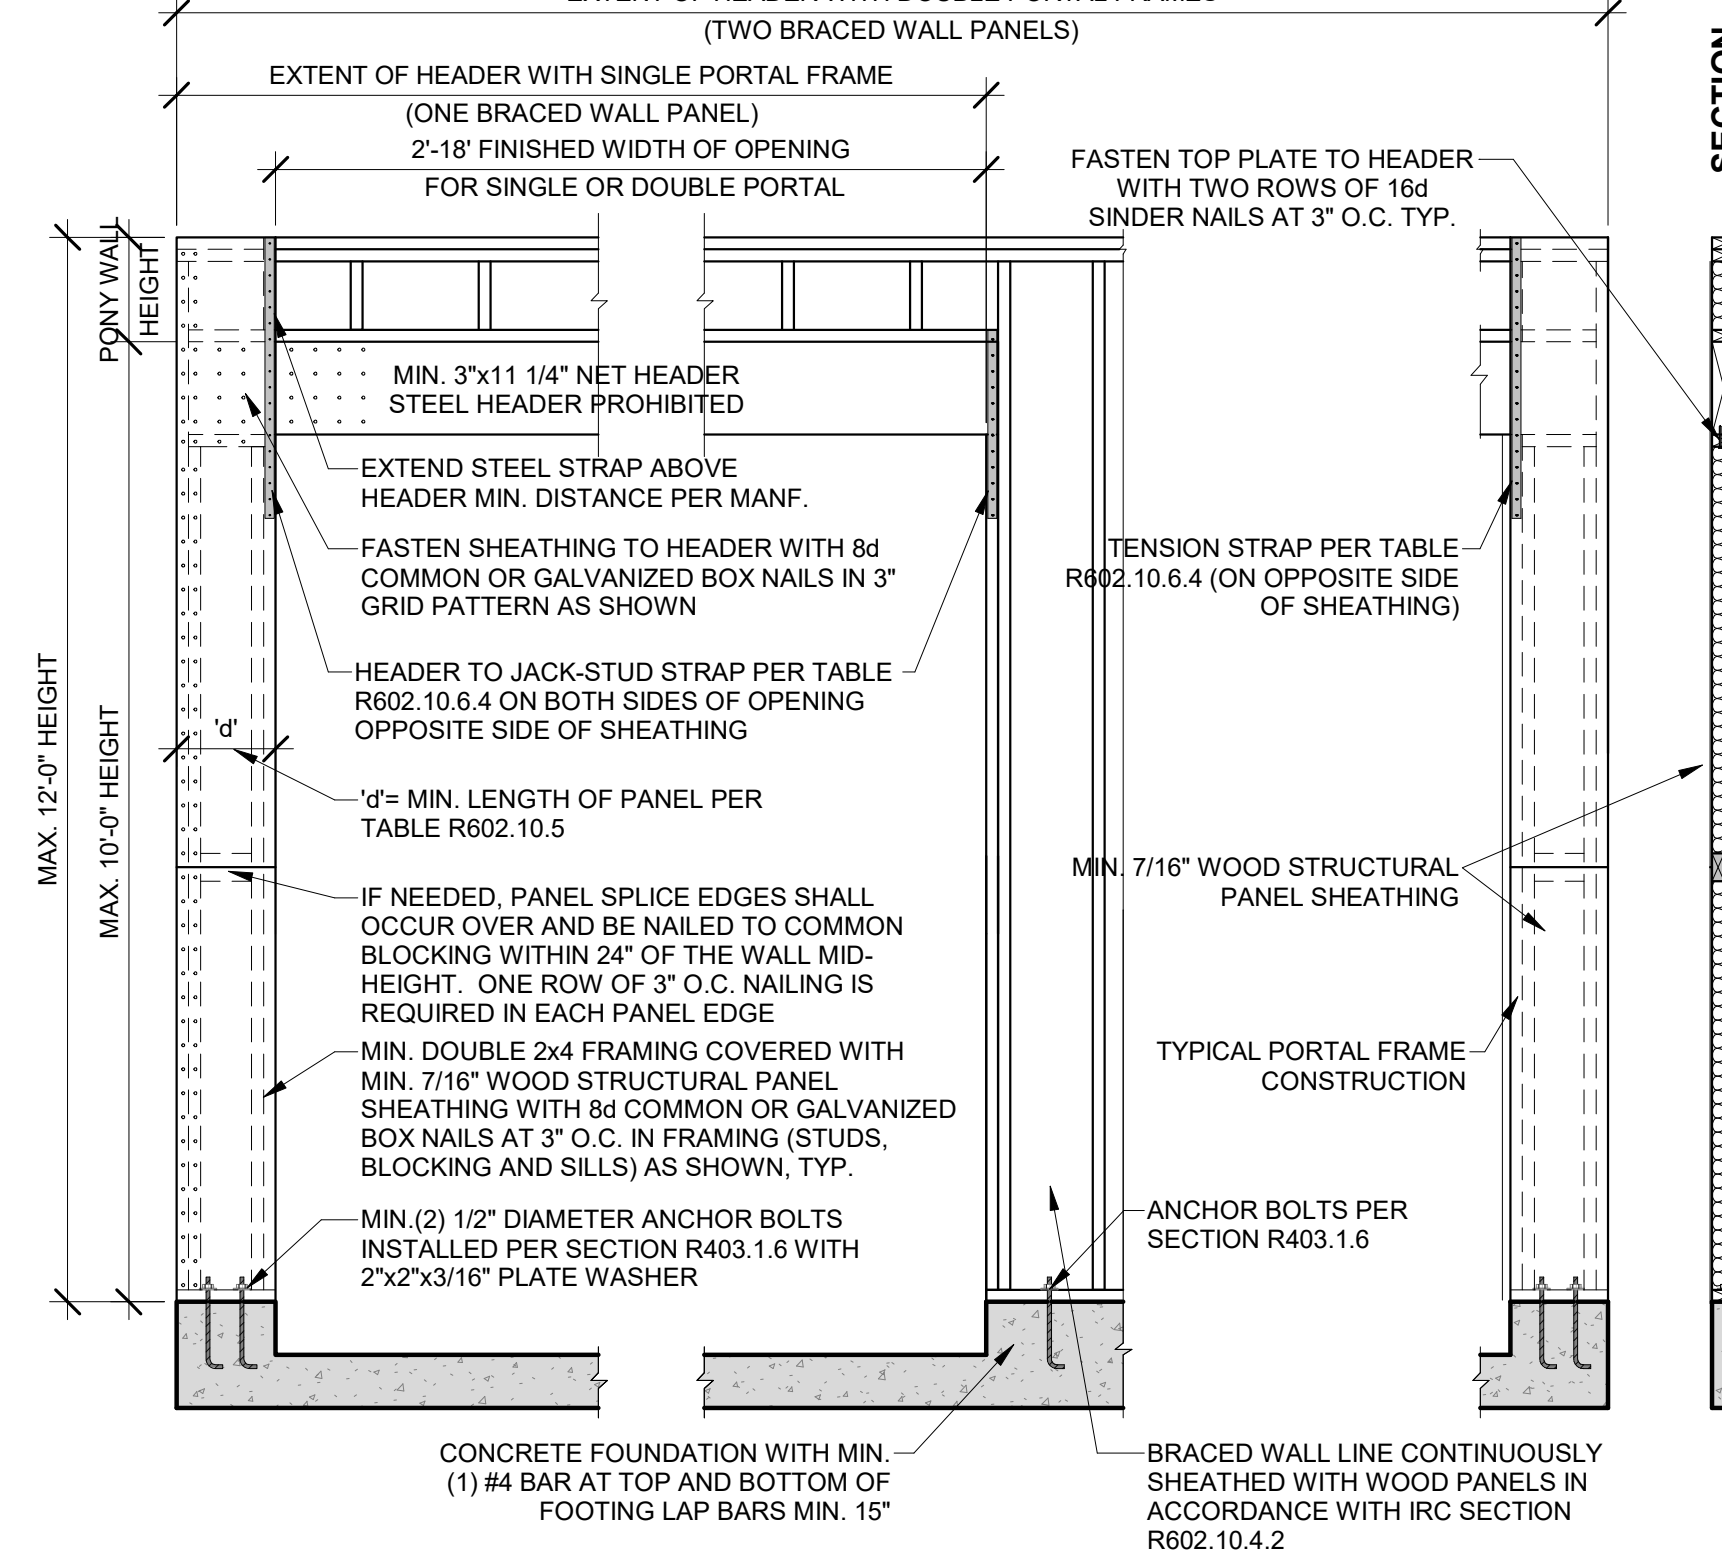 EXTENT OF HEADER WITH DOUBLE PORTAL FRAMES
(TWO BRACED WALL PANELS)
EXTENT OF HEADER WITH SINGLE PORTAL FRAME
(ONE BRACED WALL PANEL)
2'-18' FINISHED WIDTH OF OPENING
FOR SINGLE OR DOUBLE PORTAL
FASTEN TOP PLATE TO HEADER
WITH TWO ROWS OF 16d
SINDER NAILS AT 3" O.C. TYP.
SECTION
PONY WALL
HEIGHT
MIN. 3"x11 1/4" NET HEADER
STEEL HEADER PROHIBITED
EXTEND STEEL STRAP ABOVE
HEADER MIN. DISTANCE PER MANF.
FASTEN SHEATHING TO HEADER WITH 8d
COMMON OR GALVANIZED BOX NAILS IN 3"
GRID PATTERN AS SHOWN
TENSION STRAP PER TABLE
R602.10.6.4 (ON OPPOSITE SIDE
OF SHEATHING)
HEADER TO JACK-STUD STRAP PER TABLE
R602.10.6.4 ON BOTH SIDES OF OPENING
OPPOSITE SIDE OF SHEATHING
MAX. 12'-0" HEIGHT
MAX. 10'-0" HEIGHT
'd'
'd'= MIN. LENGTH OF PANEL PER
TABLE R602.10.5
MIN. 7/16" WOOD STRUCTURAL
PANEL SHEATHING
IF NEEDED, PANEL SPLICE EDGES SHALL
OCCUR OVER AND BE NAILED TO COMMON
BLOCKING WITHIN 24" OF THE WALL MID-
HEIGHT.  ONE ROW OF 3" O.C. NAILING IS
REQUIRED IN EACH PANEL EDGE
MIN. DOUBLE 2x4 FRAMING COVERED WITH
MIN. 7/16" WOOD STRUCTURAL PANEL
SHEATHING WITH 8d COMMON OR GALVANIZED
BOX NAILS AT 3" O.C. IN FRAMING (STUDS,
BLOCKING AND SILLS) AS SHOWN, TYP.
TYPICAL PORTAL FRAME
CONSTRUCTION
MIN.(2) 1/2" DIAMETER ANCHOR BOLTS
INSTALLED PER SECTION R403.1.6 WITH
2"x2"x3/16" PLATE WASHER
ANCHOR BOLTS PER
SECTION R403.1.6
CONCRETE FOUNDATION WITH MIN.
(1) #4 BAR AT TOP AND BOTTOM OF
FOOTING LAP BARS MIN. 15"
BRACED WALL LINE CONTINUOUSLY
SHEATHED WITH WOOD PANELS IN
ACCORDANCE WITH IRC SECTION
R602.10.4.2